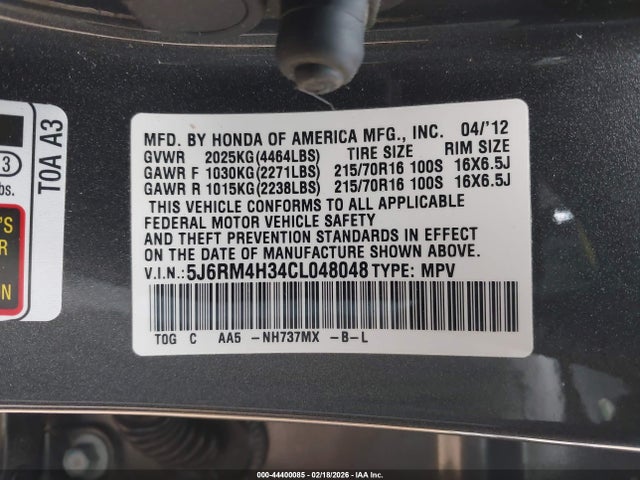 MFD. BY HONDA OF AMERICA MFG., INC. 04/'12
GVWR 2025KG(4464LBS) TIRE SIZE RIM SIZE
GAWR F 1030KG(2271LBS) 215/70R16 100S 16X6.5J
GAWR R 1015KG(2238LBS) 215/70R16 100S 16X6.5J
THIS VEHICLE CONFORMS TO ALL APPLICABLE
FEDERAL MOTOR VEHICLE SAFETY
AND THEFT PREVENTION STANDARDS IN EFFECT
ON THE DATE OF MANUFACTURE SHOWN ABOVE.
V.I.N.: 5J6RM4H34CL048048 TYPE: MPV
TOG C AA5 -NH737MX -B-L
T0A A3
3
bs.
'S
R
N
000-44400085 - 02/18/2026 - IAA Inc.